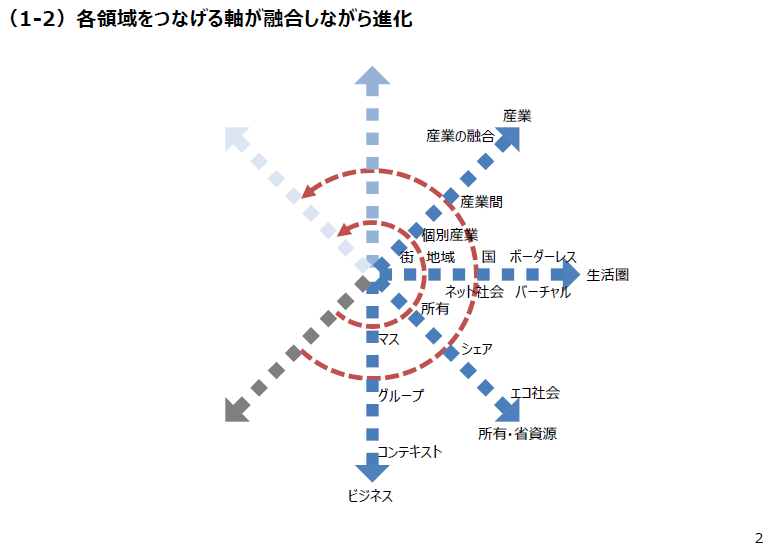 （1-2）各領域をつなげる軸が融合しながら進化
産業
産業の融合
産業間
個別産業
街 地域 国 ボーダーレス
生活圏
ネット社会 バーチャル
所有
マス
シェア
グループ
エコ社会
所有・省資源
コンテキスト
ビジネス
2